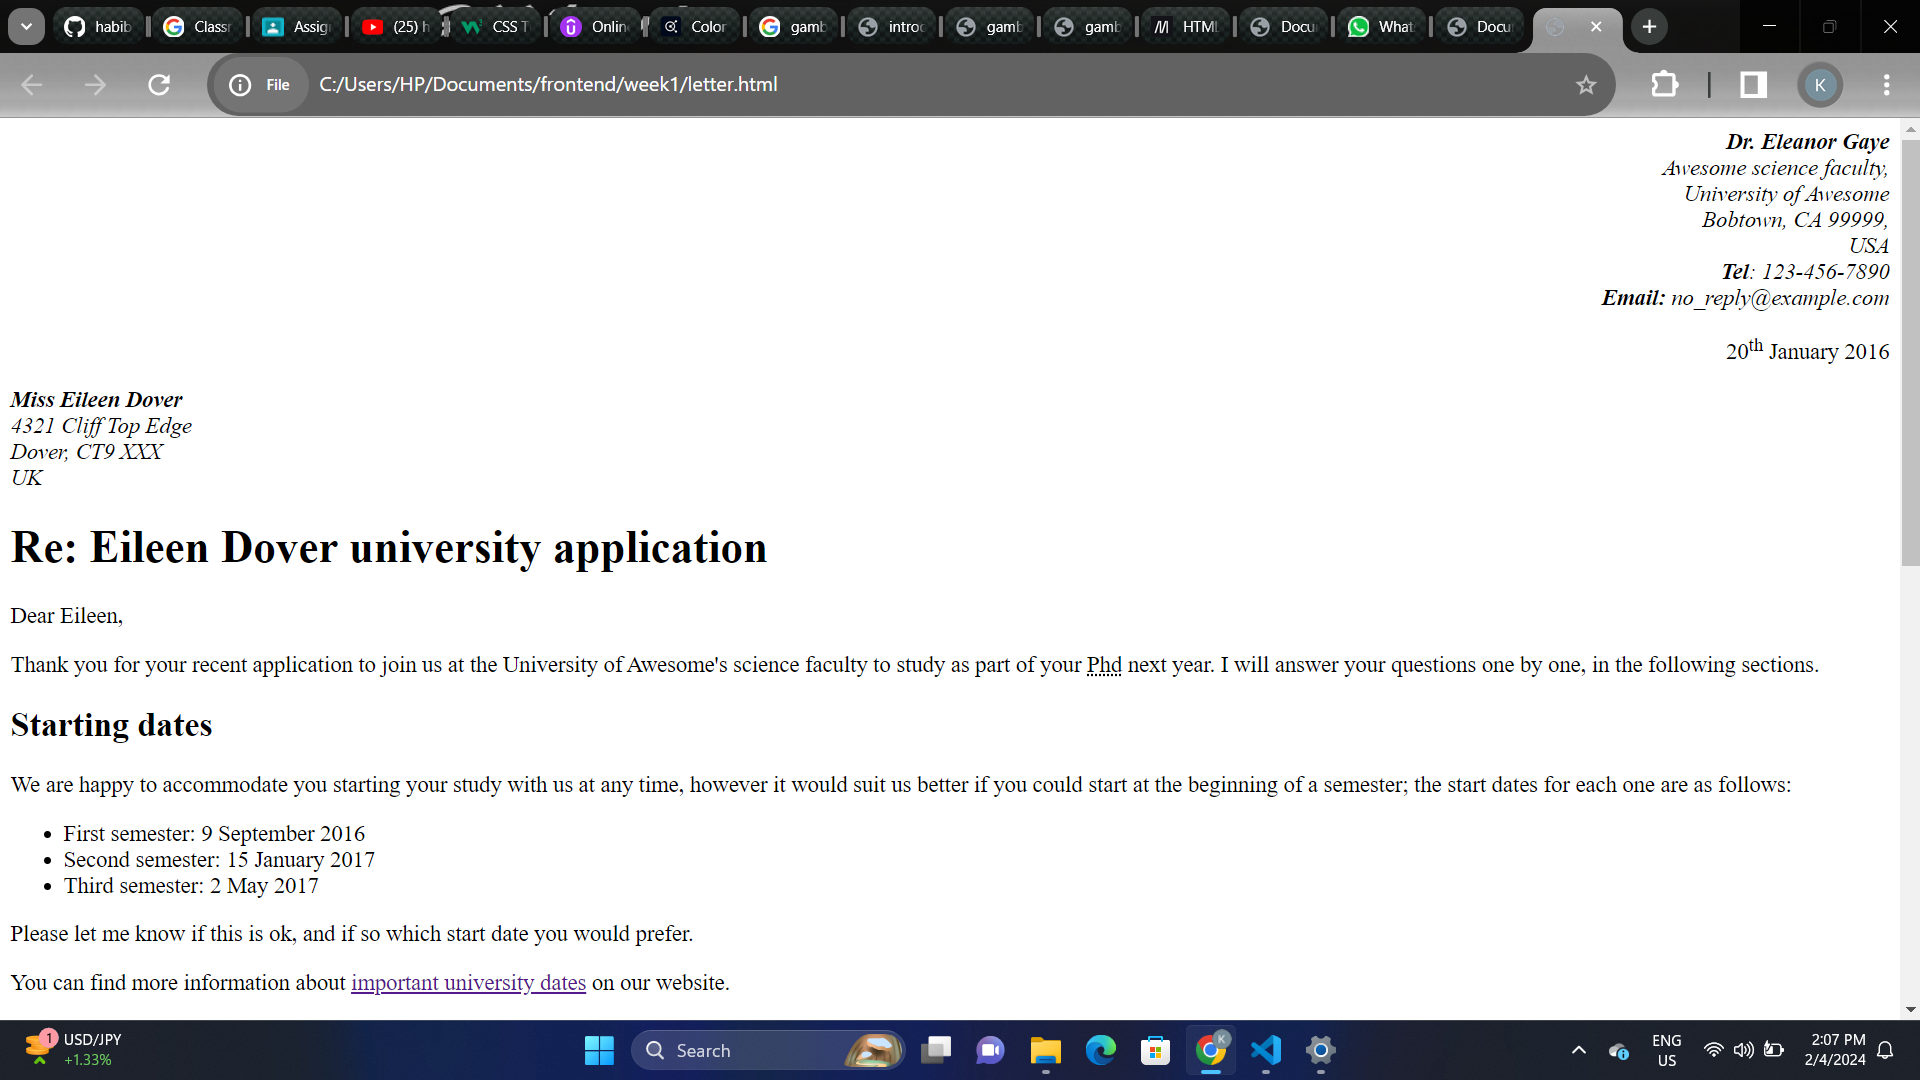 habib
Classr
Assig
(25) h
CSS T
Onlin
Color
gamb
introd
gamb
gamb
HTML
Docu
What
Docu
File
C:/Users/HP/Documents/frontend/week1/letter.html
K
Dr. Eleanor Gaye
Awesome science faculty,
University of Awesome
Bobtown, CA 99999,
USA
Tel: 123-456-7890
Email: no_reply@example.com
20th January 2016
Miss Eileen Dover
4321 Cliff Top Edge
Dover, CT9 XXX
UK
Re: Eileen Dover university application
Dear Eileen,
Thank you for your recent application to join us at the University of Awesome's science faculty to study as part of your Phd next year. I will answer your questions one by one, in the following sections.
Starting dates
We are happy to accommodate you starting your study with us at any time, however it would suit us better if you could start at the beginning of a semester; the start dates for each one are as follows:
• First semester: 9 September 2016
• Second semester: 15 January 2017
• Third semester: 2 May 2017
Please let me know if this is ok, and if so which start date you would prefer.
You can find more information about important university dates on our website.
1
USD/JPY
+1.33%
Search
K
ENG
US
2:07 PM
2/4/2024